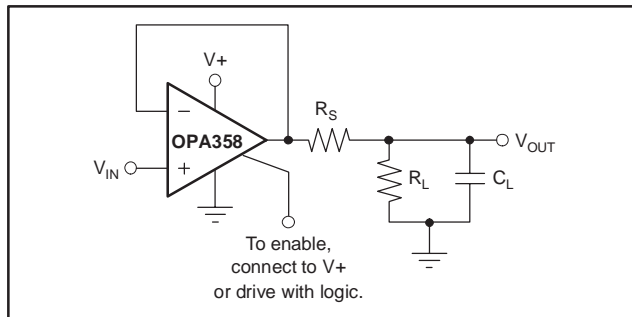 V+
R_S
−
OPA358
V_OUT
V_IN
+
R_L
C_L
To enable,
connect to V+
or drive with logic.